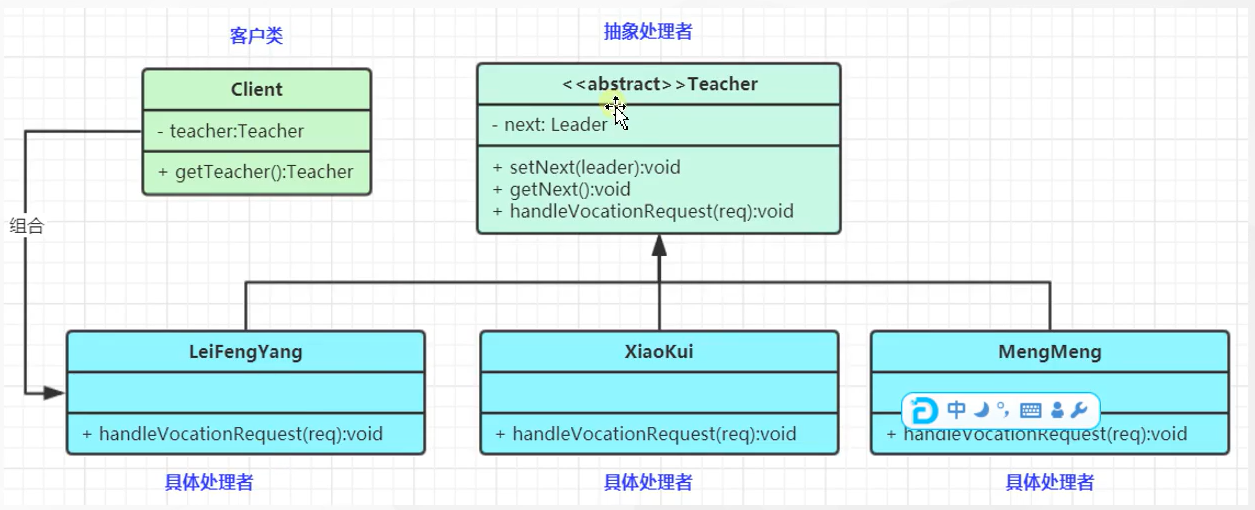 客户类
抽象处理者
Client
- teacher:Teacher
+ getTeacher():Teacher
<<abstract>>Teacher
- next: Leader
+ setNext(leader):void
+ getNext():void
+ handleVocationRequest(req):void
组合
LeiFengYang
+ handleVocationRequest(req):void
具体处理者
XiaoKui
+ handleVocationRequest(req):void
具体处理者
MengMeng
中
+ handleVocationRequest(req):void
具体处理者